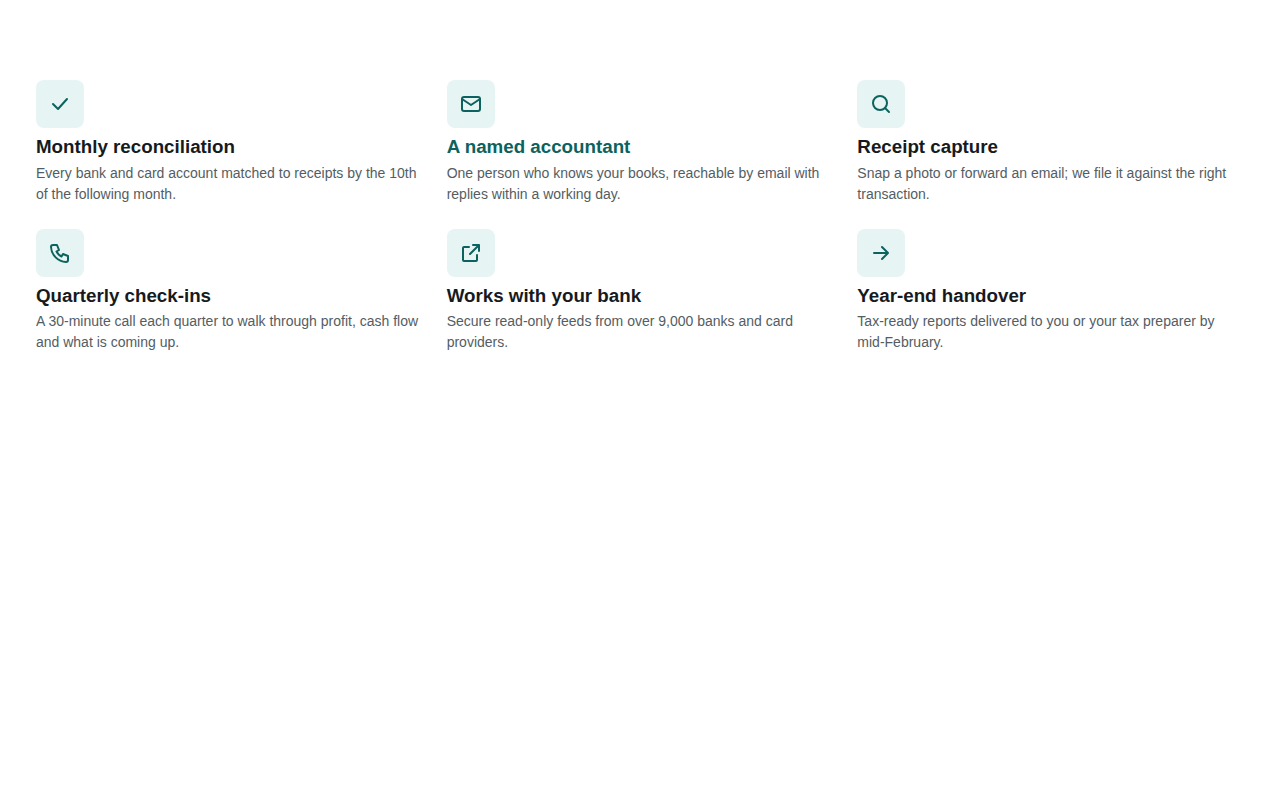 Monthly reconciliation
Every bank and card account matched to receipts by the 10th
of the following month.
A named accountant
One person who knows your books, reachable by email with
replies within a working day.
Receipt capture
Snap a photo or forward an email; we file it against the right
transaction.
Quarterly check-ins
A 30-minute call each quarter to walk through profit, cash flow
and what is coming up.
Works with your bank
Secure read-only feeds from over 9,000 banks and card
providers.
Year-end handover
Tax-ready reports delivered to you or your tax preparer by
mid-February.